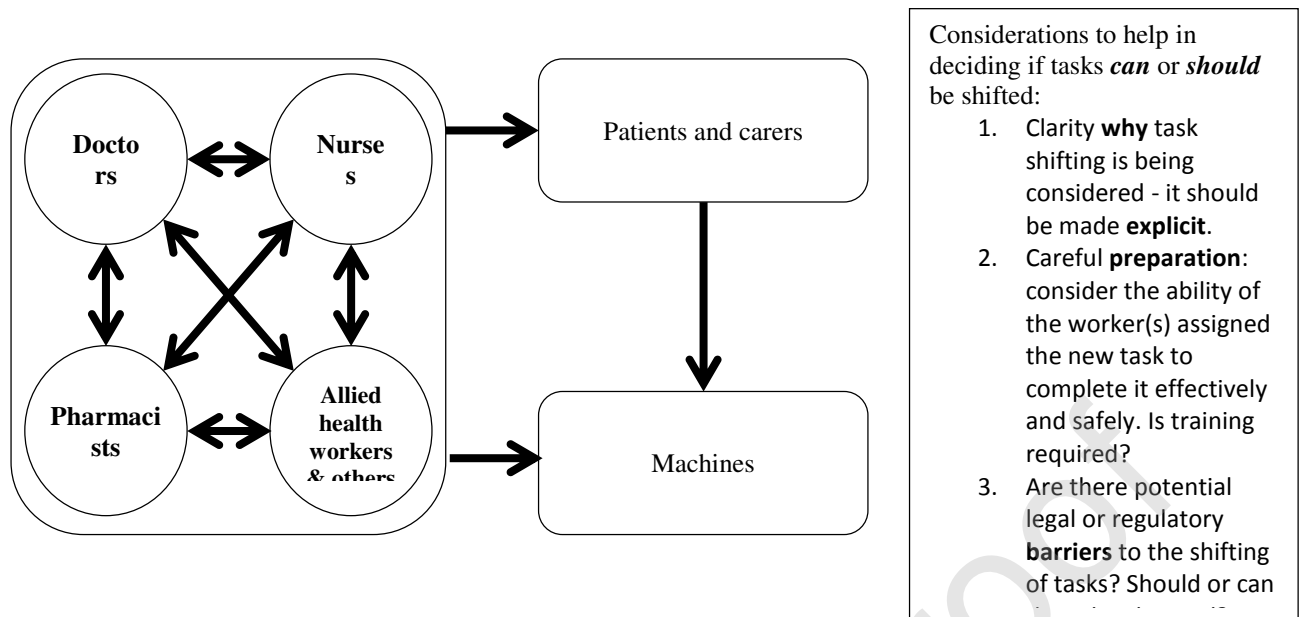 Docto
rs
Nurse
s
Pharmaci
sts
Allied
health
workers
& others
Patients and carers
Machines
Considerations to help in
deciding if tasks can or should
be shifted:
1. Clarity why task
shifting is being
considered - it should
be made explicit.
2. Careful preparation:
consider the ability of
the worker(s) assigned
the new task to
complete it effectively
and safely. Is training
required?
3. Are there potential
legal or regulatory
barriers to the shifting
of tasks? Should or can
oof